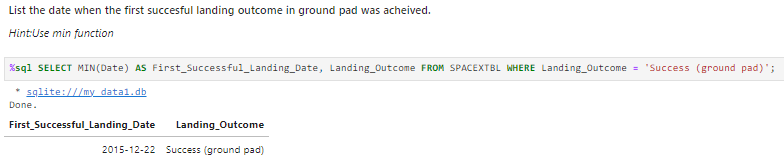 List the date when the first succesful landing outcome in ground pad was acheived.
Hint:Use min function
%sql SELECT MIN(Date) AS First_Successful_Landing_Date, Landing_Outcome FROM SPACEXTBL WHERE Landing_Outcome = 'Success (ground pad)';
* sqlite:///my_data1.db
Done.
First_Successful_Landing_Date Landing_Outcome
2015-12-22 Success (ground pad)